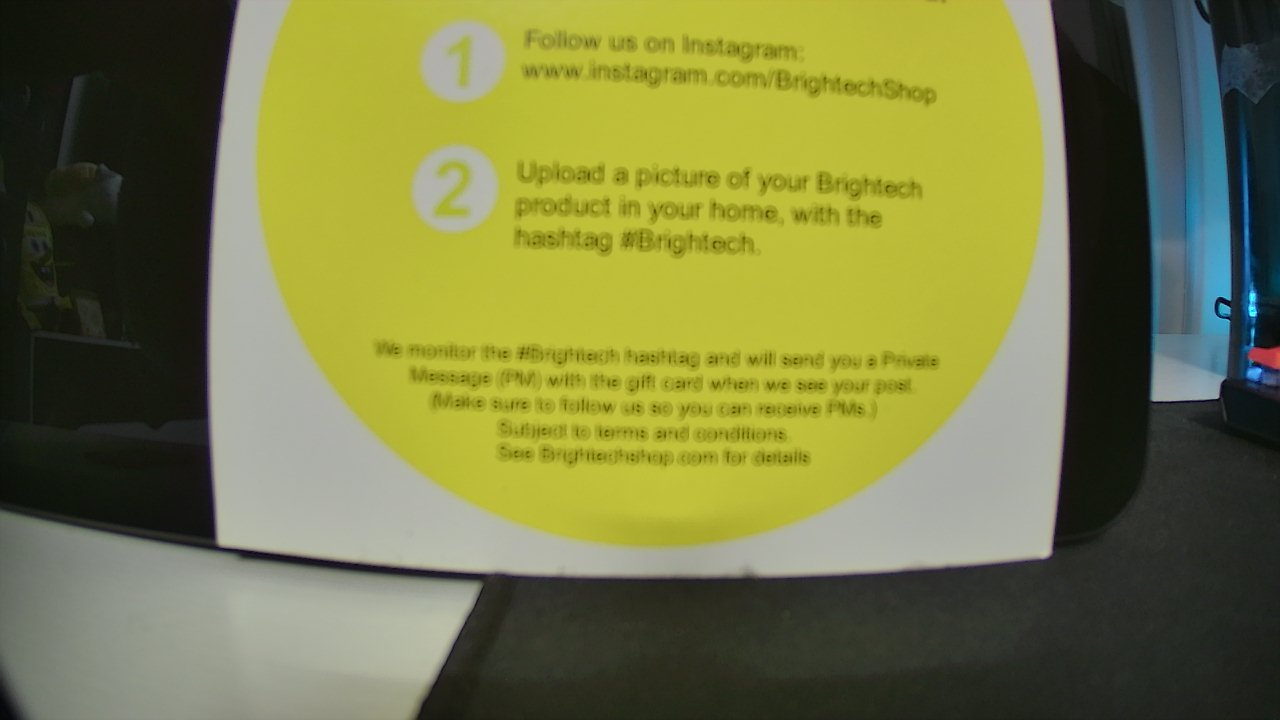 1
Follow us on Instagram:
www.instagram.com/BrightechShop
2
Upload a picture of your Brightech
product in your home, with the
hashtag #Brightech.
We monitor the #Brightech hashtag and will send you a Private
Message (PM) with the gift card when we see your post.
(Make sure to follow us so you can receive PMs.)
Subject to terms and conditions.
See Brightechshop.com for details